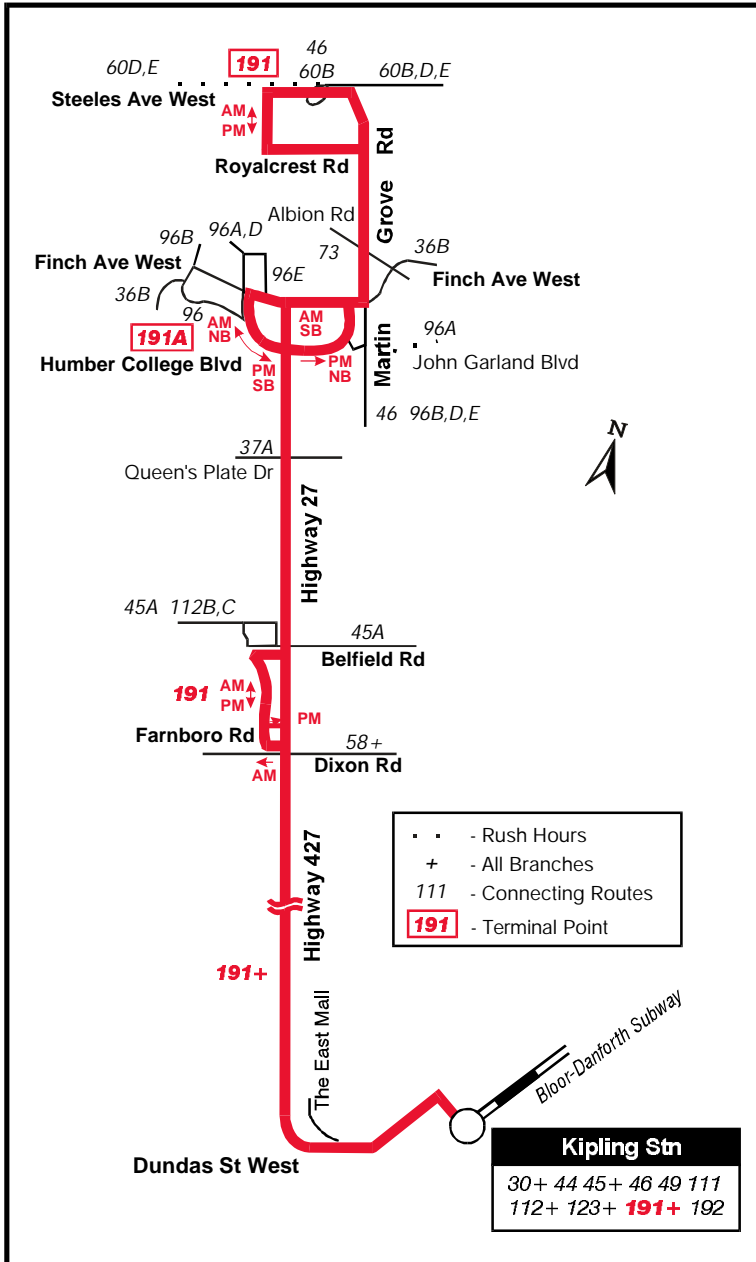 46
60D,E
191
60B
60B,D,E
Steeles Ave West
AM
PM
Rd
Royalcrest Rd
Grove
Albion Rd
96A,D
96B
73
36B
Finch Ave West
96E
Finch Ave West
36B
96
191A
AM
NB
AM
SB
Martin
96A
Humber College Blvd
PM
SB
PM
NB
John Garland Blvd
46 96B,D,E
N
37A
Queen's Plate Dr
Highway 27
45A 112B,C
45A
Belfield Rd
191
AM
PM
PM
Farnboro Rd
58+
Dixon Rd
AM
Highway 427
- Rush Hours
+ - All Branches
111 - Connecting Routes
191 - Terminal Point
191+
The East Mall
Bloor-Danforth Subway
Dundas St West
Kipling Stn
30+ 44 45+ 46 49 111
112+ 123+ 191+ 192